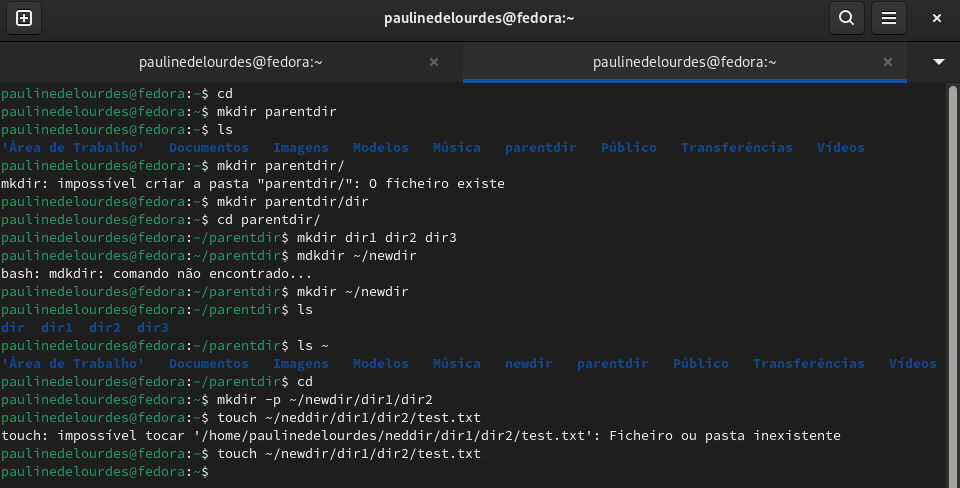 paulinedelourdes@fedora:~
paulinedelourdes@fedora:~ paulinedelourdes@fedora:~
paulinedelourdes@fedora:~$ cd
paulinedelourdes@fedora:~$ mkdir parentdir
paulinedelourdes@fedora:~$ ls
'Área de Trabalho' Documentos Imagens Modelos Música parentdir Público Transferências Vídeos
paulinedelourdes@fedora:~$ mkdir parentdir/
mkdir: impossível criar a pasta "parentdir/": O ficheiro existe
paulinedelourdes@fedora:~$ mkdir parentdir/dir
paulinedelourdes@fedora:~$ cd parentdir/
paulinedelourdes@fedora:~/parentdir$ mkdir dir1 dir2 dir3
paulinedelourdes@fedora:~/parentdir$ mdkdir ~/newdir
bash: mdkdir: comando não encontrado...
paulinedelourdes@fedora:~/parentdir$ mkdir ~/newdir
paulinedelourdes@fedora:~/parentdir$ ls
dir dir1 dir2 dir3
paulinedelourdes@fedora:~/parentdir$ ls ~
'Área de Trabalho' Documentos Imagens Modelos Música newdir parentdir Público Transferências Vídeos
paulinedelourdes@fedora:~/parentdir$ cd
paulinedelourdes@fedora:~$ mkdir -p ~/newdir/dir1/dir2
paulinedelourdes@fedora:~$ touch ~/neddir/dir1/dir2/test.txt
touch: impossível tocar '/home/paulinedelourdes/neddir/dir1/dir2/test.txt': Ficheiro ou pasta inexistente
paulinedelourdes@fedora:~$ touch ~/newdir/dir1/dir2/test.txt
paulinedelourdes@fedora:~$